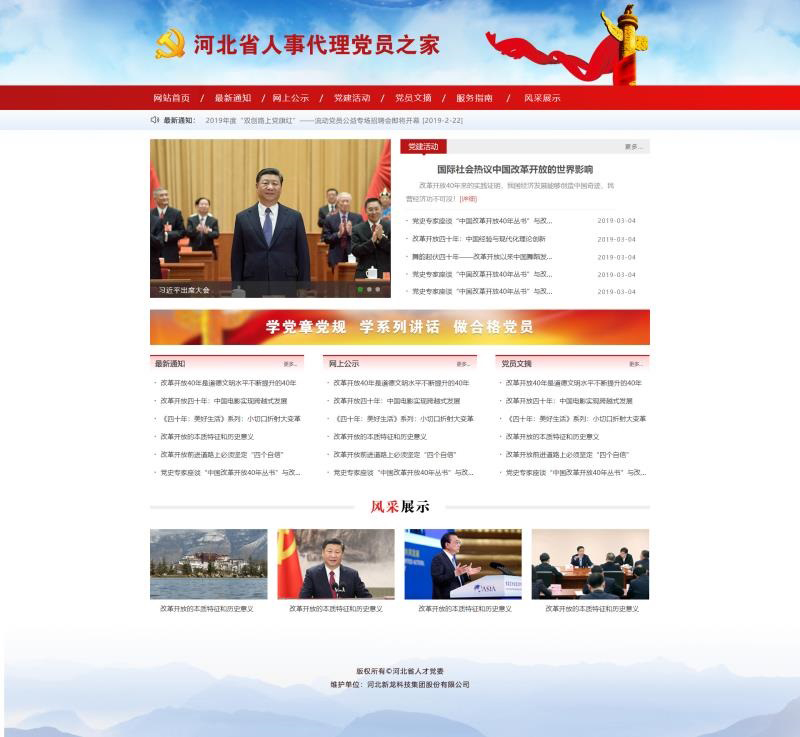 河北省人事代理党员之家
网站首页 / 最新通知 / 网上公示 / 党建活动 / 党员文摘 / 服务指南 / 风采展示
最新通知： 2019年度“双创路上党旗红”——流动党员公益专场招聘会即将开幕 [2019-2-22]
习近平出席大会
党建活动 更多...
国际社会热议中国改革开放的世界影响
改革开放40年来的实践证明，我国经济发展能够创造中国奇迹，民
营经济功不可没！[详细]
· 党史专家座谈“中国改革开放40年丛书”与改... 2019-03-04
· 改革开放四十年：中国经验与现代化理论创新 2019-03-04
· 舞韵起伏四十年——改革开放以来中国舞蹈发... 2019-03-04
· 党史专家座谈“中国改革开放40年丛书”与改... 2019-03-04
· 党史专家座谈“中国改革开放40年丛书”与改... 2019-03-04
学党章党规 学系列讲话 做合格党员
最新通知 更多...
· 改革开放40年是道德文明水平不断提升的40年
· 改革开放四十年：中国电影实现跨越式发展
· 《四十年：美好生活》系列：小切口折射大变革
· 改革开放的本质特征和历史意义
· 改革开放前进道路上必须坚定“四个自信”
· 党史专家座谈“中国改革开放40年丛书”与改...
网上公示 更多...
· 改革开放40年是道德文明水平不断提升的40年
· 改革开放四十年：中国电影实现跨越式发展
· 《四十年：美好生活》系列：小切口折射大变革
· 改革开放的本质特征和历史意义
· 改革开放前进道路上必须坚定“四个自信”
· 党史专家座谈“中国改革开放40年丛书”与改...
党员文摘 更多...
· 改革开放40年是道德文明水平不断提升的40年
· 改革开放四十年：中国电影实现跨越式发展
· 《四十年：美好生活》系列：小切口折射大变革
· 改革开放的本质特征和历史意义
· 改革开放前进道路上必须坚定“四个自信”
· 党史专家座谈“中国改革开放40年丛书”与改...
风采展示
ASIA
改革开放的本质特征和历史意义
改革开放的本质特征和历史意义
改革开放的本质特征和历史意义
改革开放的本质特征和历史意义
版权所有©河北省人才党委
维护单位：河北新龙科技集团股份有限公司